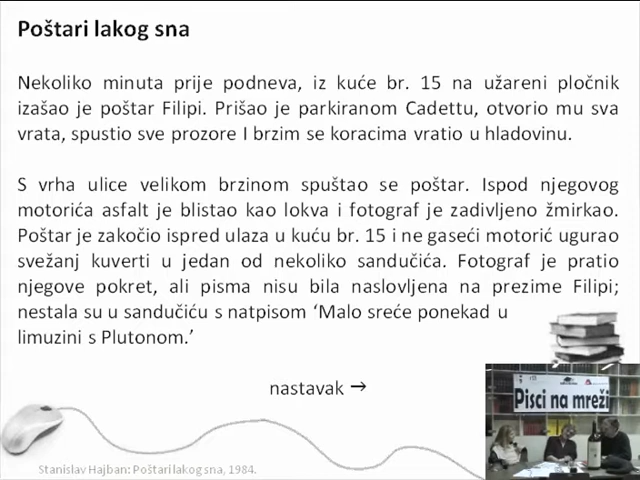 Poštari lakog sna
Nekoliko minuta prije podneva, iz kuće br. 15 na užareni pločnik
izašao je poštar Filipi. Prišao je parkiranom Cadettu, otvorio mu sva
vrata, spustio sve prozore I brzim se koracima vratio u hladovinu.
S vrha ulice velikom brzinom spuštao se poštar. Ispod njegovog
motorića asfalt je blistao kao lokva i fotograf je zadivljeno žmirkao.
Poštar je zakočio ispred ulaza u kuću br. 15 i ne gaseći motorić ugurao
svežanj kuverti u jedan od nekoliko sandučića. Fotograf je pratio
njegove pokret, ali pisma nisu bila naslovljena na prezime Filipi;
nestala su u sandučiću s natpisom ‘Malo sreće ponekad u
limuzini s Plutonom.’
nastavak →
Pisci na mreži
Stanislav Hajban: Poštari lakog sna, 1984.